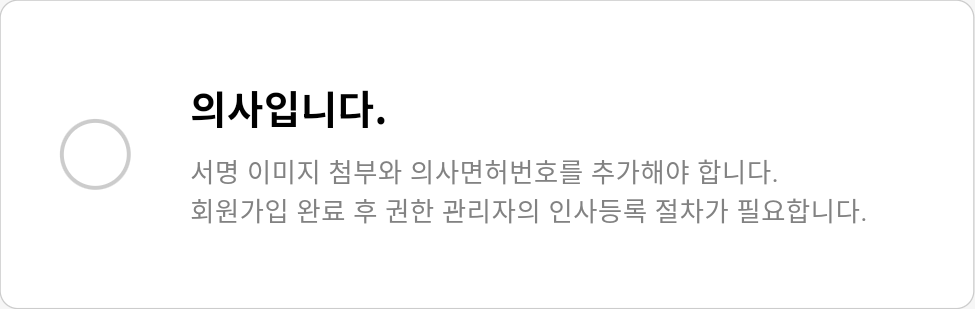 의사입니다.
서명 이미지 첨부와 의사면허번호를 추가해야 합니다.
회원가입 완료 후 권한 관리자의 인사등록 절차가 필요합니다.